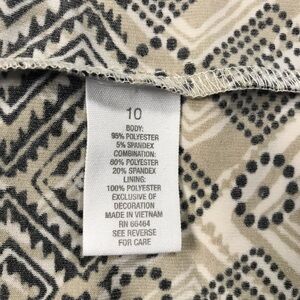 10
BODY:
95% POLYESTER
5% SPANDEX
COMBINATION:
80% POLYESTER
20% SPANDEX
LINING:
100% POLYESTER
EXCLUSIVE OF
DECORATION
MADE IN VIETNAM
RN 66464
SEE REVERSE
FOR CARE